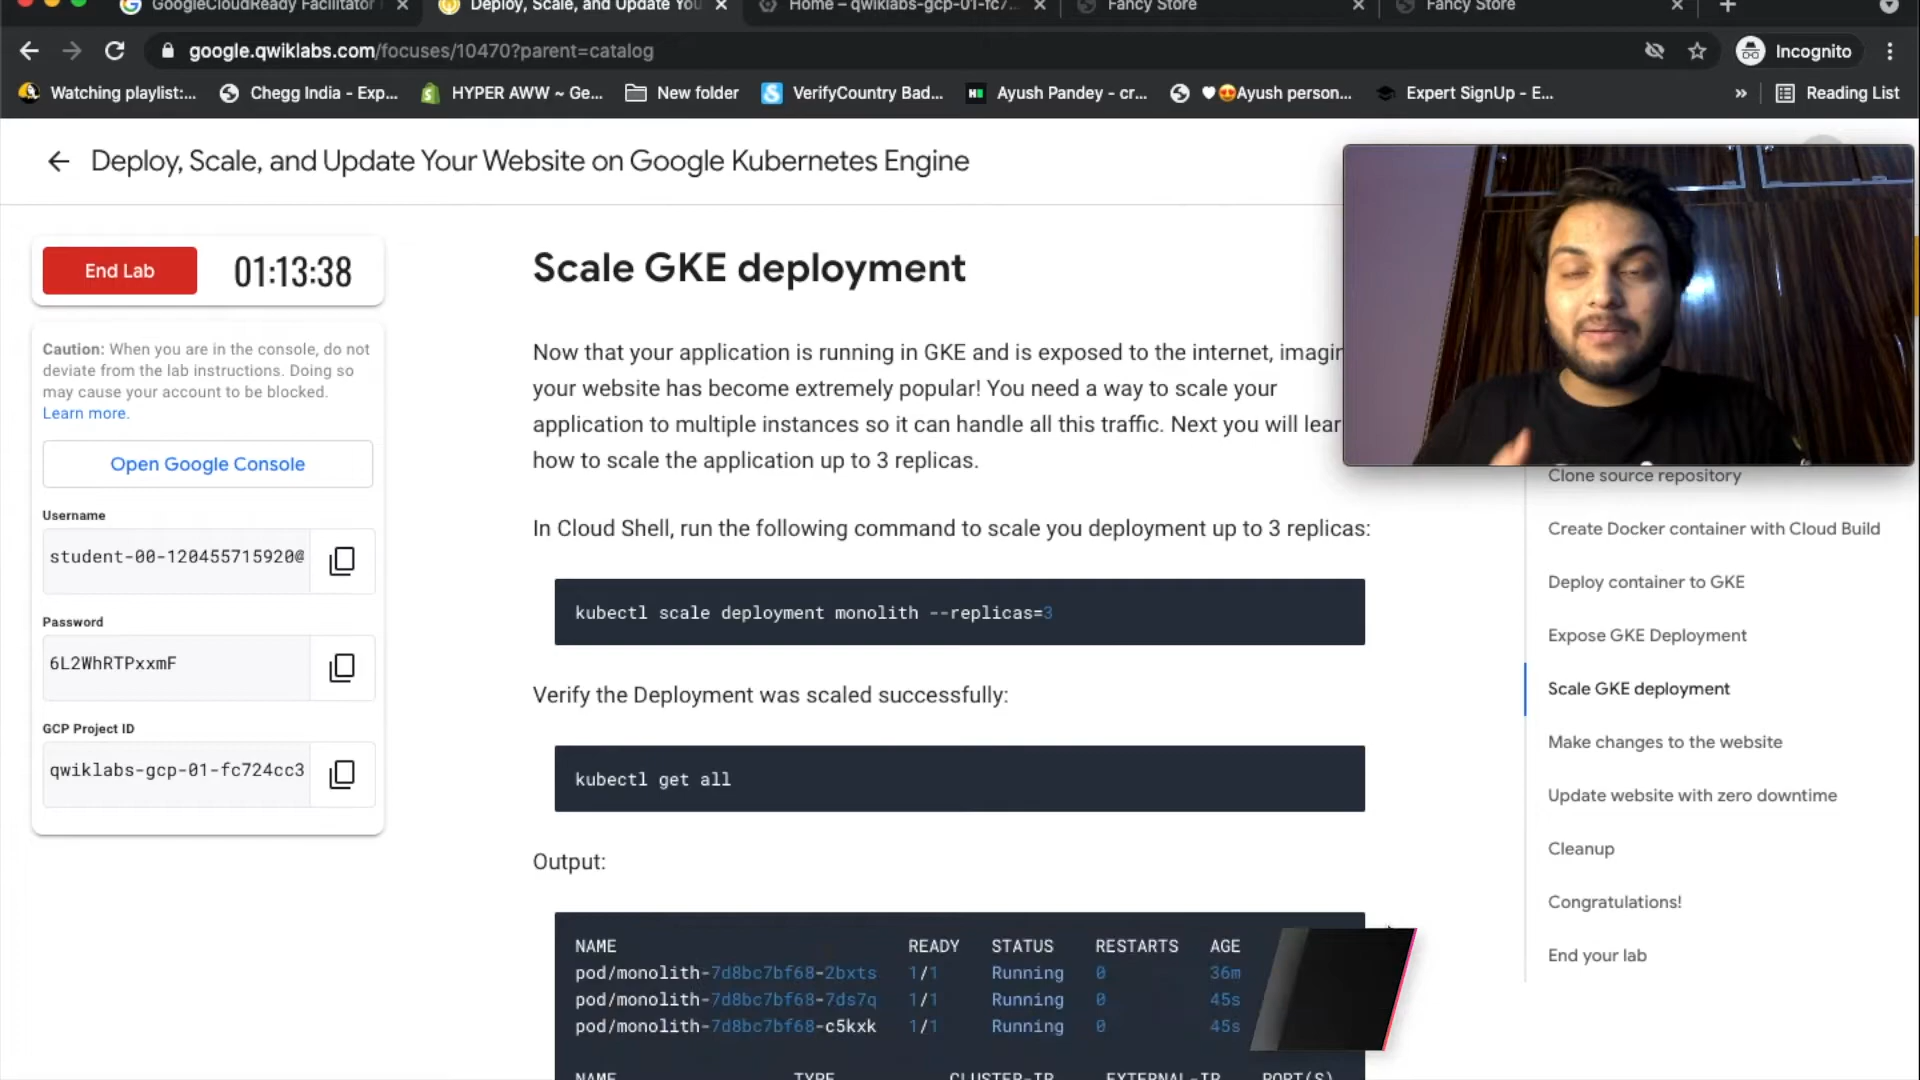 GoogleCloudReady Facilitator
Deploy, Scale, and Update You
Home – qwiklabs-gcp-01-fc7...
Fancy Store
Fancy Store
google.qwiklabs.com/focuses/10470?parent=catalog
Incognito
Watching playlist:...
Chegg India - Exp...
HYPER AWW ~ Ge...
New folder
VerifyCountry Bad...
Ayush Pandey - cr...
♥😍Ayush person...
Expert SignUp - E...
»
Reading List
Deploy, Scale, and Update Your Website on Google Kubernetes Engine
End Lab
01:13:38
Caution: When you are in the console, do not
deviate from the lab instructions. Doing so
may cause your account to be blocked.
Learn more.
Open Google Console
Username
student-00-120455715920@
Password
6L2WhRTPxxmF
GCP Project ID
qwiklabs-gcp-01-fc724cc3
Scale GKE deployment
Now that your application is running in GKE and is exposed to the internet, imagin
your website has become extremely popular! You need a way to scale your
application to multiple instances so it can handle all this traffic. Next you will lear
how to scale the application up to 3 replicas.
In Cloud Shell, run the following command to scale you deployment up to 3 replicas:
kubectl scale deployment monolith --replicas=3
Verify the Deployment was scaled successfully:
kubectl get all
Output:
NAME READY STATUS RESTARTS AGE
pod/monolith-7d8bc7bf68-2bxts 1/1 Running 0 36m
pod/monolith-7d8bc7bf68-7ds7q 1/1 Running 0 45s
pod/monolith-7d8bc7bf68-c5kxk 1/1 Running 0 45s
NAME TYPE CLUSTER-IP EXTERNAL-IP PORT(S)
Clone source repository
Create Docker container with Cloud Build
Deploy container to GKE
Expose GKE Deployment
Scale GKE deployment
Make changes to the website
Update website with zero downtime
Cleanup
Congratulations!
End your lab